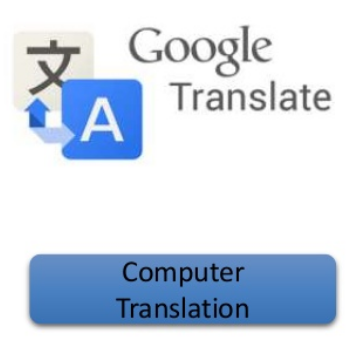 文
A
Google
Translate
Computer
Translation